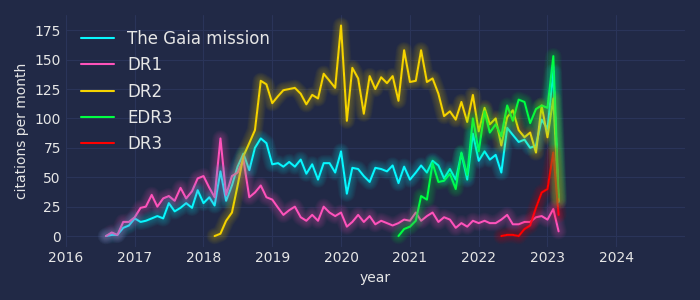 175
150
125
100
75
50
25
0
citations per month
The Gaia mission
DR1
DR2
EDR3
DR3
2016 2017 2018 2019 2020 2021 2022 2023 2024
year